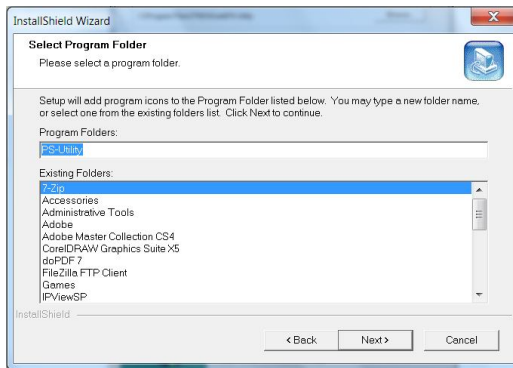 InstallShield Wizard
Select Program Folder
Please select a program folder.
Setup will add program icons to the Program Folder listed below. You may type a new folder name,
or select one from the existing folders list. Click Next to continue.
Program Folders:
PS-Utility
Existing Folders:
7-Zip
Accessories
Administrative Tools
Adobe
Adobe Master Collection CS4
CorelDRAW Graphics Suite X5
doPDF 7
FileZilla FTP Client
Games
IPViewSP
InstallShield
< Back
Next >
Cancel